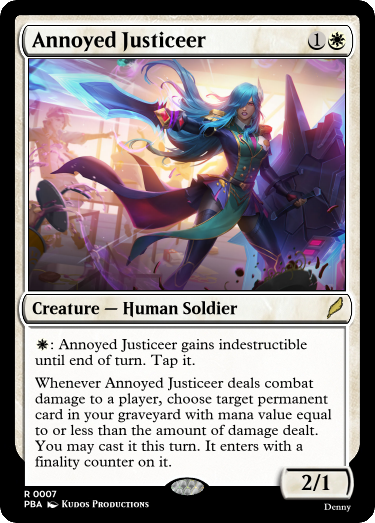 Annoyed Justiceer 1
Creature — Human Soldier
: Annoyed Justiceer gains indestructible
until end of turn. Tap it.
Whenever Annoyed Justiceer deals combat
damage to a player, choose target permanent
card in your graveyard with mana value equal
to or less than the amount of damage dealt.
You may cast it this turn. It enters with a
finality counter on it.
2/1
R 0007
PBA Kudos Productions
Denny